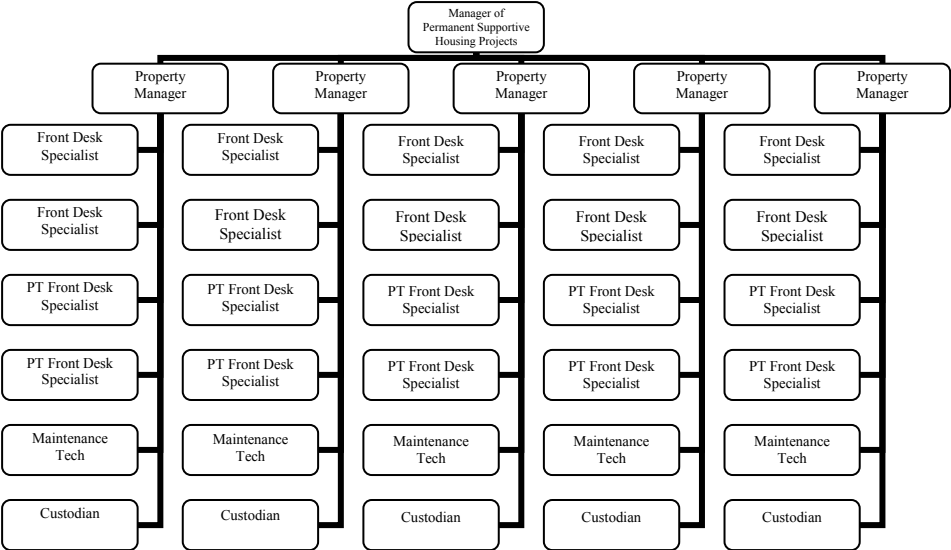 Manager of
Permanent Supportive
Housing Projects
Property
Manager
Property
Manager
Property
Manager
Property
Manager
Property
Manager
Front Desk
Specialist
Front Desk
Specialist
Front Desk
Specialist
Front Desk
Specialist
Front Desk
Specialist
Front Desk
Specialist
Front Desk
Specialist
Front Desk
Specialist
Front Desk
Specialist
Front Desk
Specialist
PT Front Desk
Specialist
PT Front Desk
Specialist
PT Front Desk
Specialist
PT Front Desk
Specialist
PT Front Desk
Specialist
PT Front Desk
Specialist
PT Front Desk
Specialist
PT Front Desk
Specialist
PT Front Desk
Specialist
PT Front Desk
Specialist
Maintenance
Tech
Maintenance
Tech
Maintenance
Tech
Maintenance
Tech
Maintenance
Tech
Custodian
Custodian
Custodian
Custodian
Custodian